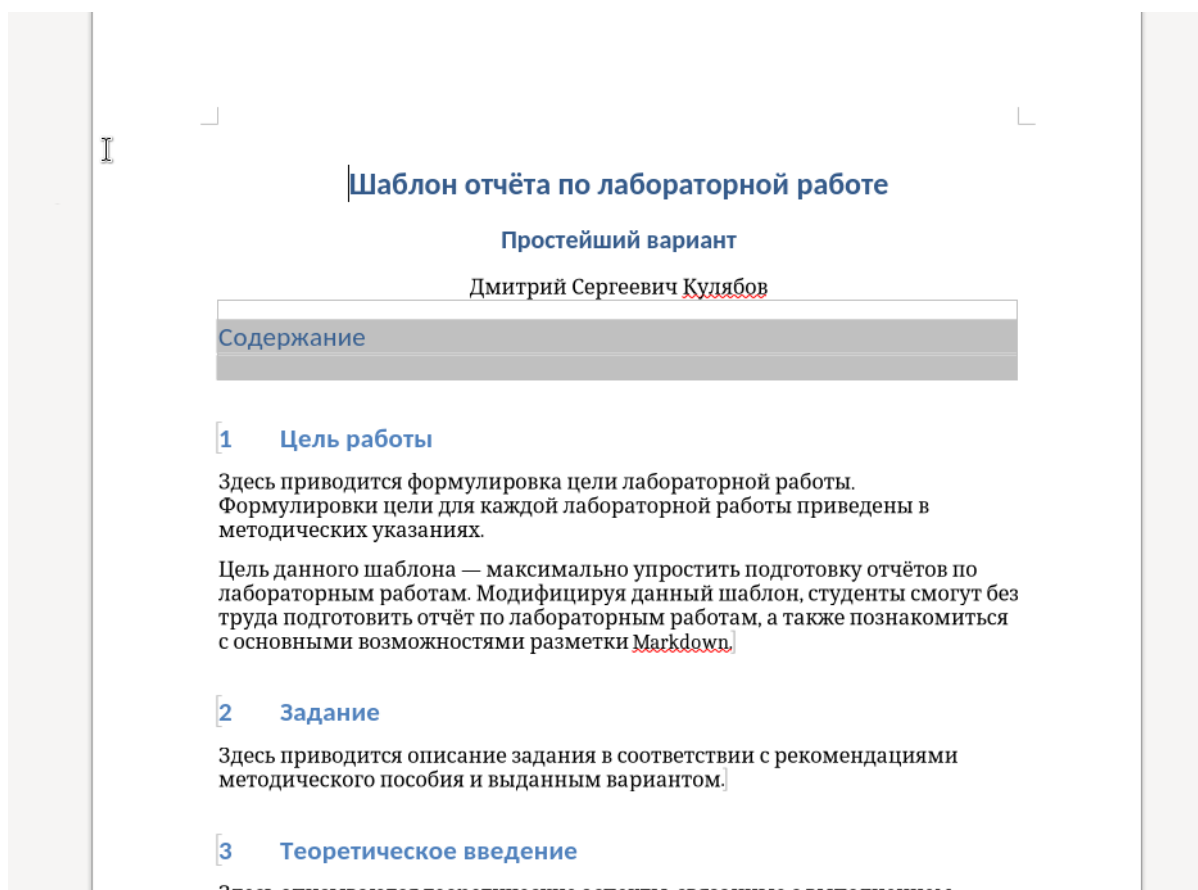 Шаблон отчёта по лабораторной работе
Простейший вариант
Дмитрий Сергеевич Кулябов
Содержание
1 Цель работы
Здесь приводится формулировка цели лабораторной работы.
Формулировки цели для каждой лабораторной работы приведены в
методических указаниях.
Цель данного шаблона — максимально упростить подготовку отчётов по
лабораторным работам. Модифицируя данный шаблон, студенты смогут без
труда подготовить отчёт по лабораторным работам, а также познакомиться
с основными возможностями разметки Markdown.
2 Задание
Здесь приводится описание задания в соответствии с рекомендациями
методического пособия и выданным вариантом.
3 Теоретическое введение